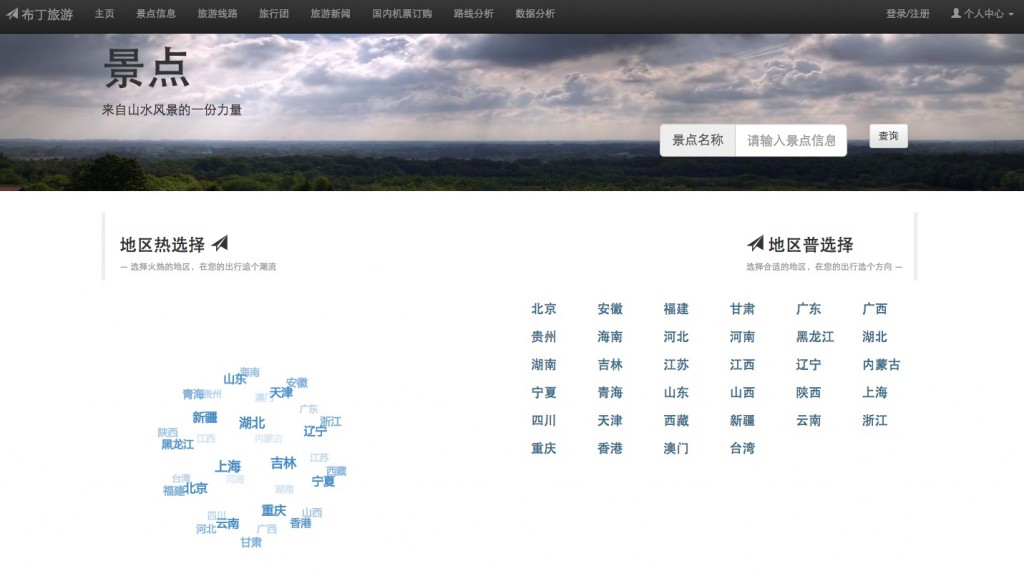 布丁旅游 主页 景点信息 旅游线路 旅行团 旅游新闻 国内机票订购 路线分析 数据分析 登录/注册 个人中心
景点
来自山水风景的一份力量
景点名称 请输入景点信息 查询
地区热选择
— 选择火热的地区，在您的出行追个潮流
地区普选择
选择合适的地区，在您的出行选个方向 —
海南
山东
安徽
青海 贵州
天津
澳门
广东
新疆
湖北
浙江
辽宁
陕西
江西
内蒙古
黑龙江
江苏
吉林
上海
西藏
台湾
河南
宁夏
福建 北京
湖南
重庆
山西
四川
云南
香港
河北
广西
甘肃
北京 安徽 福建 甘肃 广东 广西
贵州 海南 河北 河南 黑龙江 湖北
湖南 吉林 江苏 江西 辽宁 内蒙古
宁夏 青海 山东 山西 陕西 上海
四川 天津 西藏 新疆 云南 浙江
重庆 香港 澳门 台湾